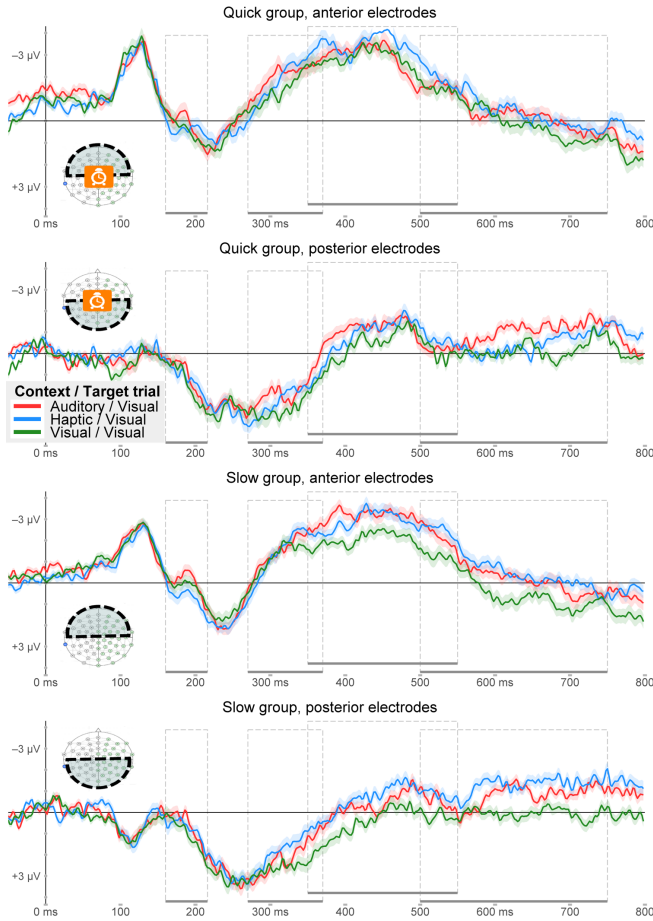 Quick group, anterior electrodes
–3 µV
+3 µV
0 ms 100 200 300 ms 400 500 600 ms 700 800
Quick group, posterior electrodes
–3 µV
Context / Target trial
Auditory / Visual
Haptic / Visual
Visual / Visual
0 ms 100 200 300 ms 400 500 600 ms 700 800
Slow group, anterior electrodes
–3 µV
+3 µV
0 ms 100 200 300 ms 400 500 600 ms 700 800
Slow group, posterior electrodes
–3 µV
+3 µV
0 ms 100 200 300 ms 400 500 600 ms 700 800